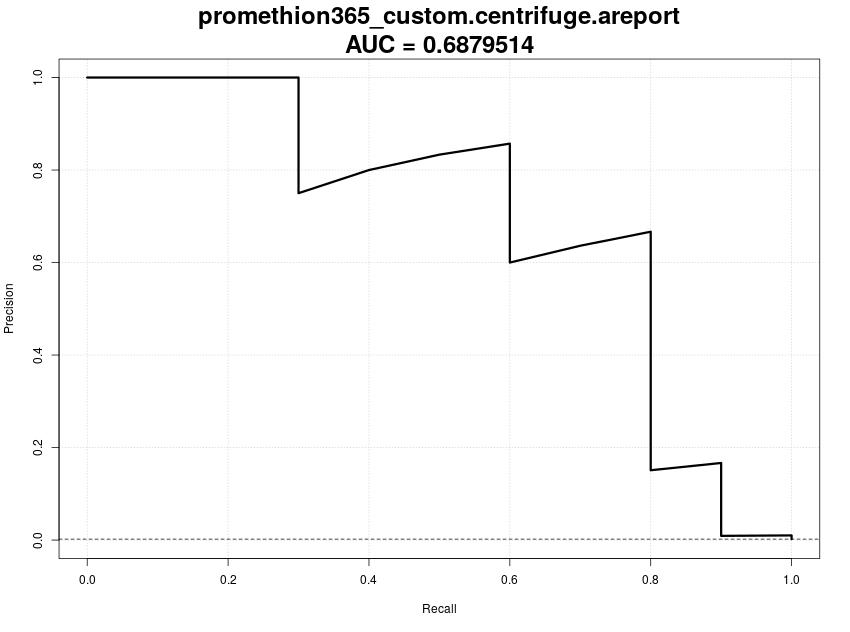 promethion365_custom.centrifuge.areport
AUC = 0.6879514
1.0
0.8
0.6
0.4
0.2
0.0
Precision
0.0 0.2 0.4 0.6 0.8 1.0
Recall